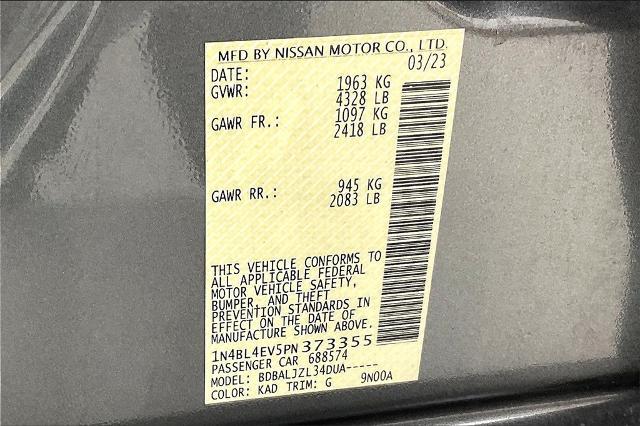 MFD BY NISSAN MOTOR CO., LTD.
DATE: 03/23
GVWR: 1963 KG
4328 LB
GAWR FR.: 1097 KG
2418 LB
GAWR RR.: 945 KG
2083 LB
THIS VEHICLE CONFORMS TO
ALL APPLICABLE FEDERAL
MOTOR VEHICLE SAFETY,
BUMPER, AND THEFT
PREVENTION STANDARDS IN
EFFECT ON THE DATE OF
MANUFACTURE SHOWN ABOVE.
1N4BL4EV5PN373355
PASSENGER CAR 688574
MODEL: BDBALJZL34DUA-----
COLOR: KAD TRIM: G 9N00A